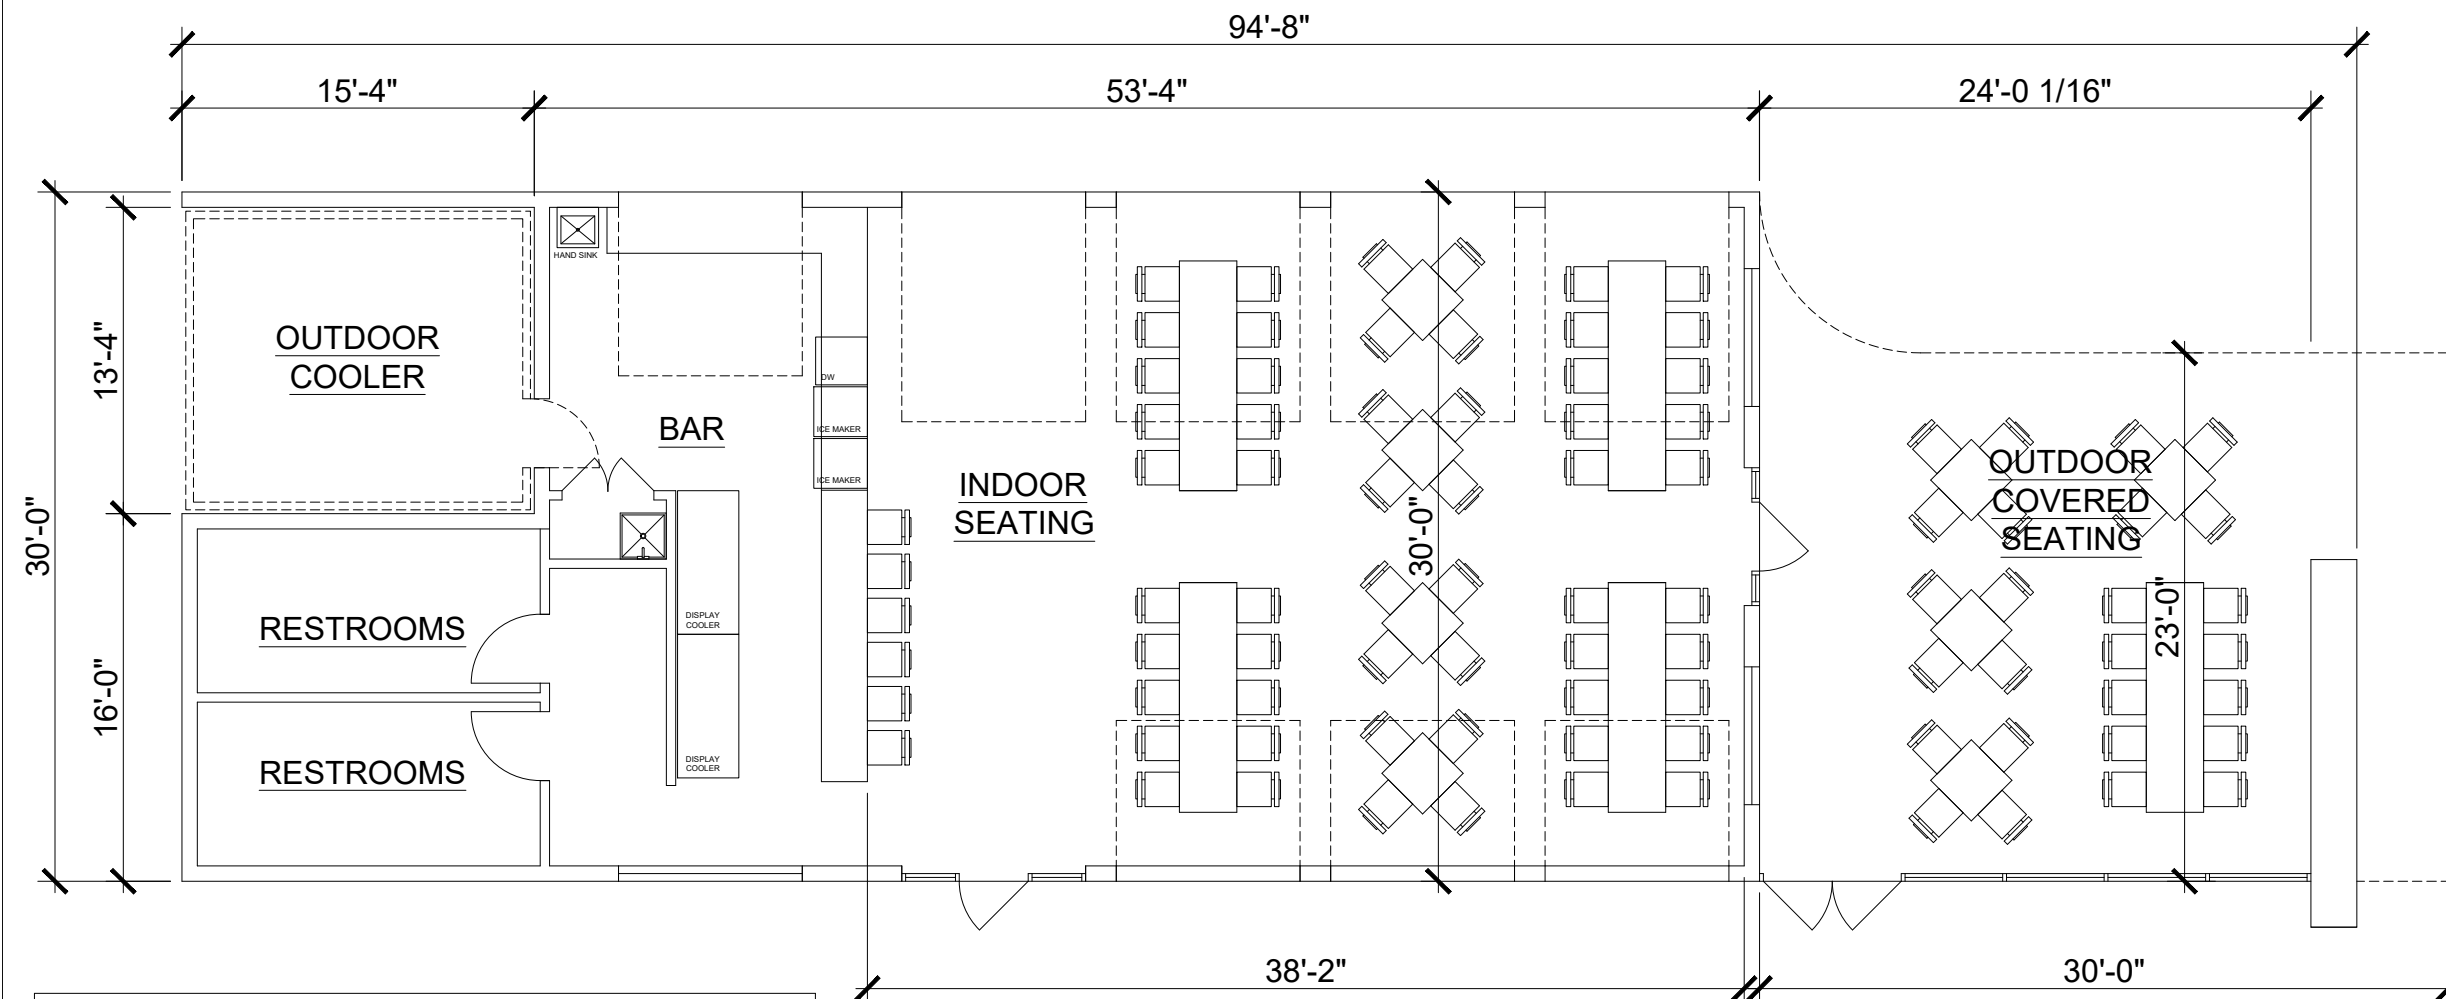 94'-8"
15'-4"
53'-4"
24'-0 1/16"
HAND SINK
OUTDOOR
COOLER
13'-4"
DW
BAR
ICE MAKER
ICE MAKER
INDOOR
SEATING
OUTDOOR
COVERED
SEATING
30'-0"
30'-0"
23'-0"
RESTROOMS
DISPLAY
COOLER
16'-0"
RESTROOMS
DISPLAY
COOLER
38'-2"
30'-0"